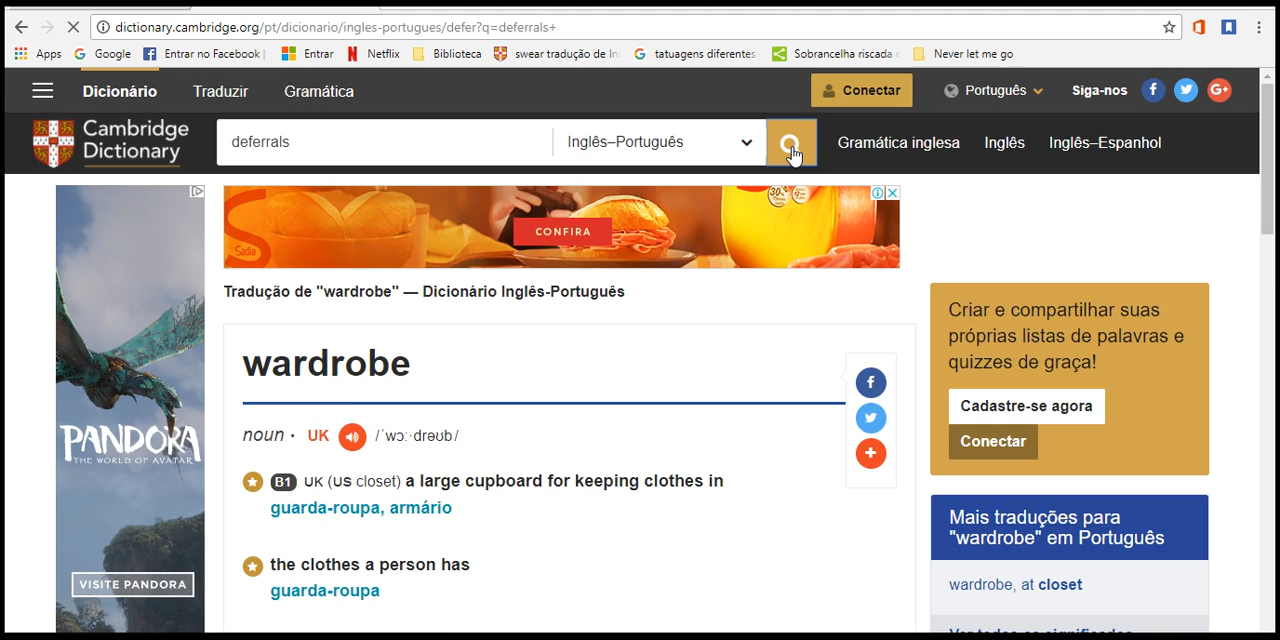 dictionary.cambridge.org/pt/dicionario/ingles-portugues/defer?q=deferrals+
Apps Google Entrar no Facebook Entrar Netflix Biblioteca swear tradução de In tatuagens diferentes Sobrancelha riscada Never let me go
Dicionário Traduzir Gramática Conectar Português Siga-nos f G+
Cambridge
Dictionary
deferrals Inglês–Português Gramática inglesa Inglês Inglês–Espanhol
S
Sadia
CONFIRA
30+
Tradução de "wardrobe" — Dicionário Inglês-Português
wardrobe
noun · UK /ˈwɔː·drəʊb/
B1 UK (US closet) a large cupboard for keeping clothes in
guarda-roupa, armário
the clothes a person has
guarda-roupa
f
+
PANDORA
THE WORLD OF AVATAR
VISITE PANDORA
Criar e compartilhar suas
próprias listas de palavras e
quizzes de graça!
Cadastre-se agora
Conectar
Mais traduções para
"wardrobe" em Português
wardrobe, at closet
Ver todos os significados